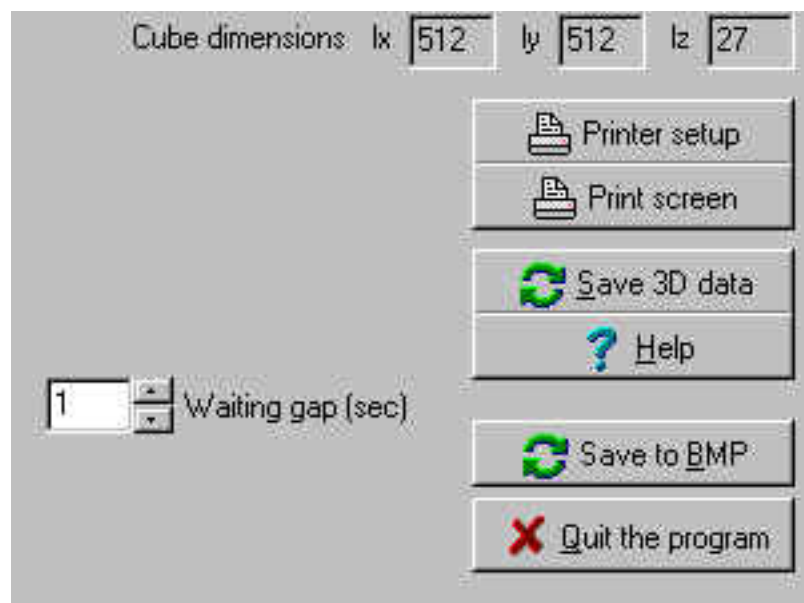 Cube dimensions lx 512 ly 512 lz 27
Printer setup
Print screen
Save 3D data
Help
1 Waiting gap (sec)
Save to BMP
Quit the program